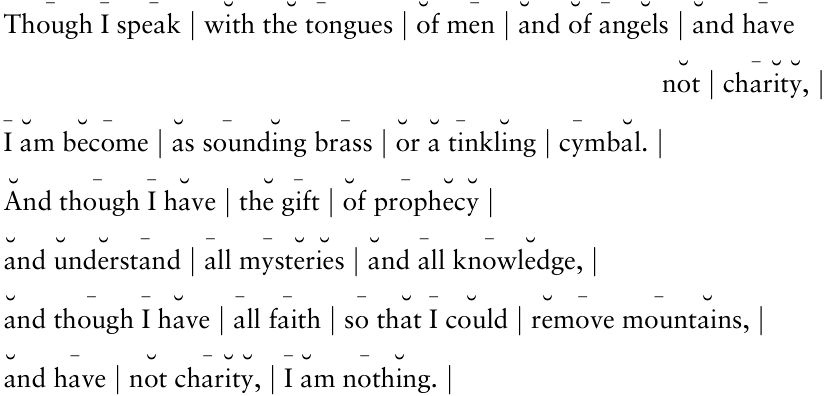 Though I speak | with the tongues | of men | and of angels | and have
not | charity, |
I am become | as sounding brass | or a tinkling | cymbal. |
And though I have | the gift | of prophecy |
and understand | all mysteries | and all knowledge, |
and though I have | all faith | so that I could | remove mountains, |
and have | not charity, | I am nothing. |